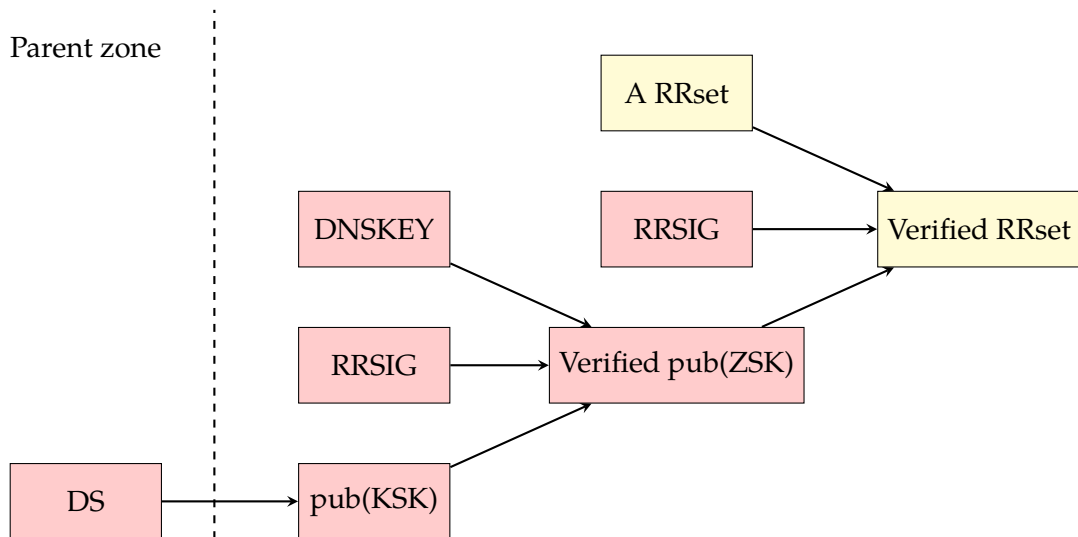 Parent zone
A RRset
DNSKEY
RRSIG
Verified RRset
RRSIG
Verified pub(ZSK)
DS
pub(KSK)